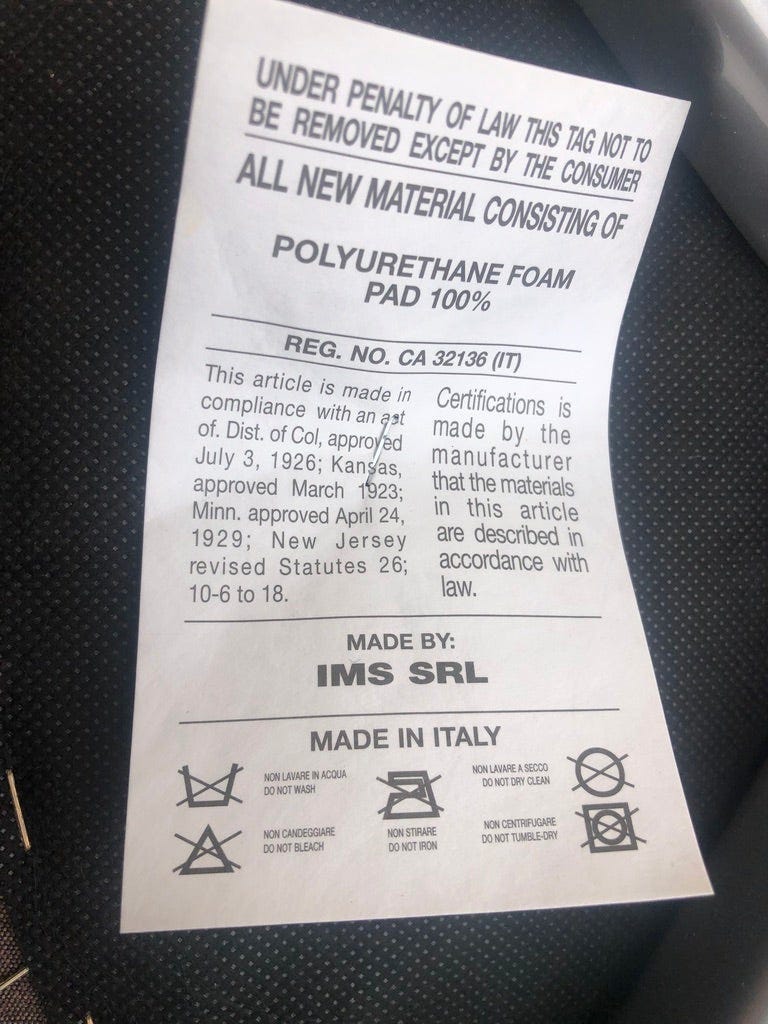 UNDER PENALTY OF LAW THIS TAG NOT TO
BE REMOVED EXCEPT BY THE CONSUMER
ALL NEW MATERIAL CONSISTING OF
POLYURETHANE FOAM
PAD 100%
REG. NO. CA 32136 (IT)
This article is made in
compliance with an ast
of. Dist. of Col, approved
July 3, 1926; Kansas,
approved March 1923;
Minn. approved April 24,
1929; New Jersey
revised Statutes 26;
10-6 to 18.
Certifications is
made by the
manufacturer
that the materials
in this article
are described in
accordance with
law.
MADE BY:
IMS SRL
MADE IN ITALY
NON LAVARE IN ACQUA
DO NOT WASH
NON CANDEGGIARE
DO NOT BLEACH
NON STIRARE
DO NOT IRON
NON LAVARE A SECCO
DO NOT DRY CLEAN
NON CENTRIFUGARE
DO NOT TUMBLE-DRY